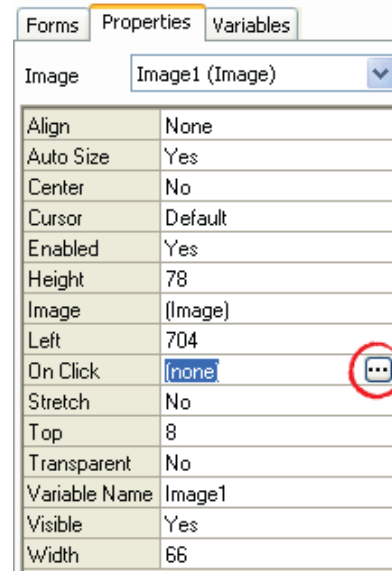 Forms Properties Variables
Image Image1 (Image)
Align None
Auto Size Yes
Center No
Cursor Default
Enabled Yes
Height 78
Image (Image)
Left 704
On Click (none) ...
Stretch No
Top 8
Transparent No
Variable Name Image1
Visible Yes
Width 66